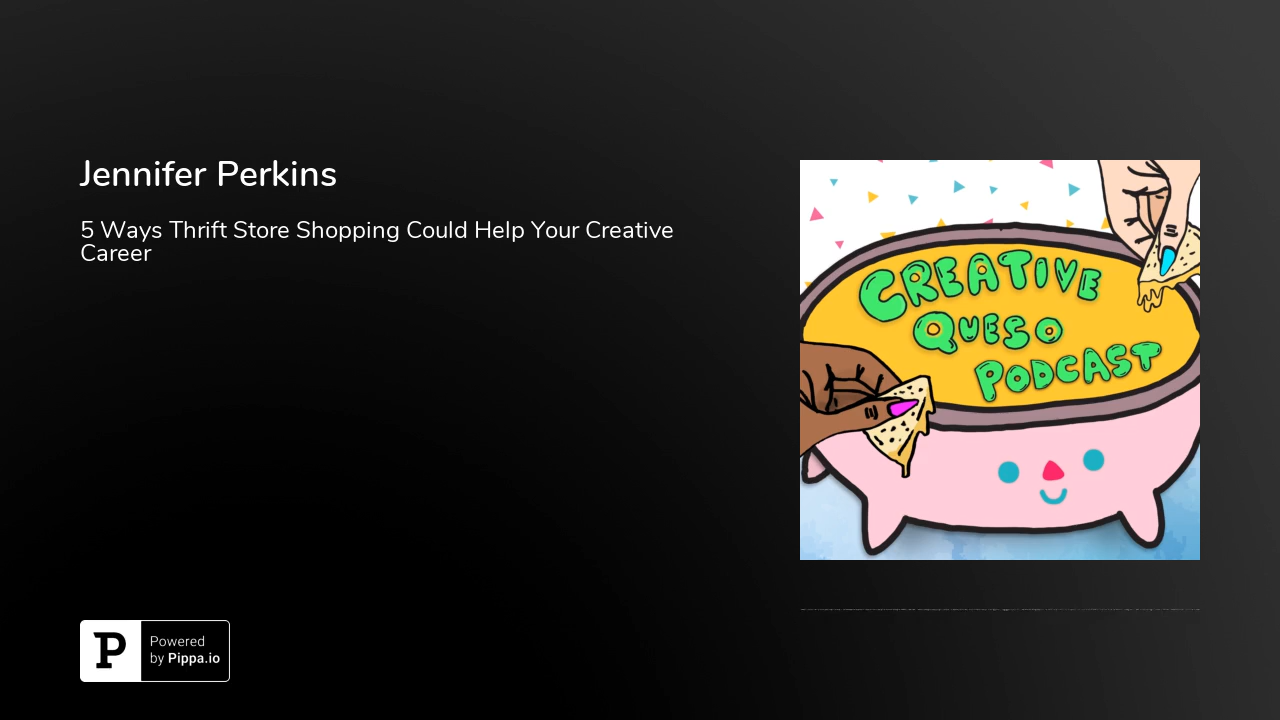 Jennifer Perkins
5 Ways Thrift Store Shopping Could Help Your Creative
Career
CREATIVE
QUESO
PODCAST
P
Powered
by Pippa.io